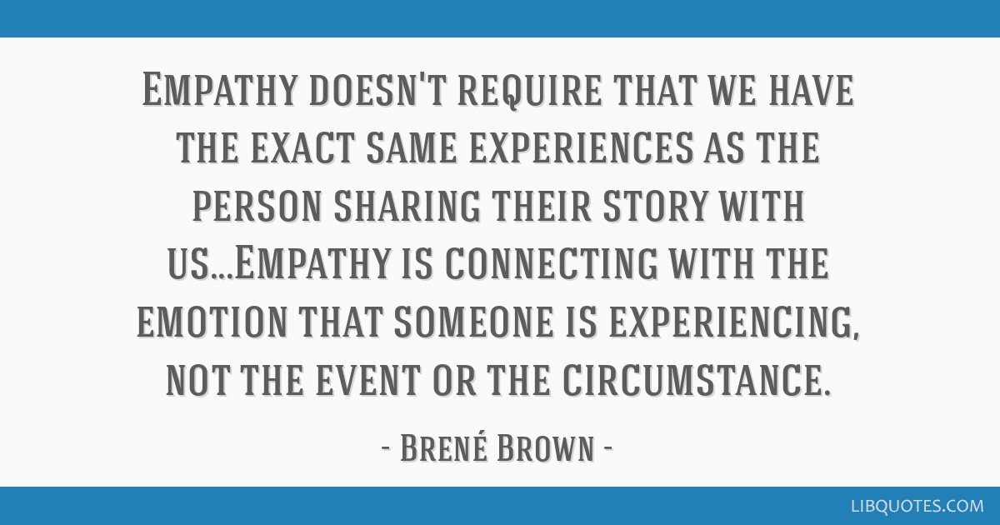 Empathy doesn't require that we have
the exact same experiences as the
person sharing their story with
us...Empathy is connecting with the
emotion that someone is experiencing,
not the event or the circumstance.
- Brené Brown -
LIBQUOTES.COM